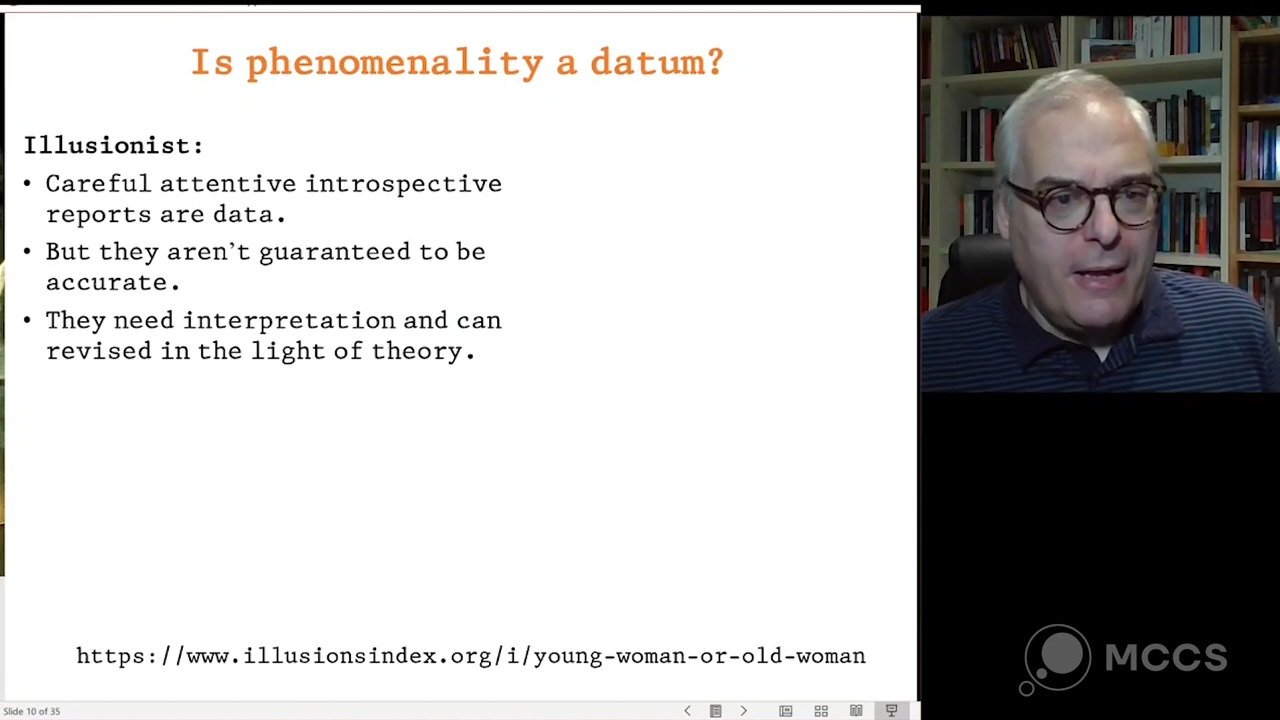 Is phenomenality a datum?
Illusionist:
• Careful attentive introspective
reports are data.
• But they aren't guaranteed to be
accurate.
• They need interpretation and can
revised in the light of theory.
https://www.illusionsindex.org/i/young-woman-or-old-woman
MCCS
Slide 10 of 35